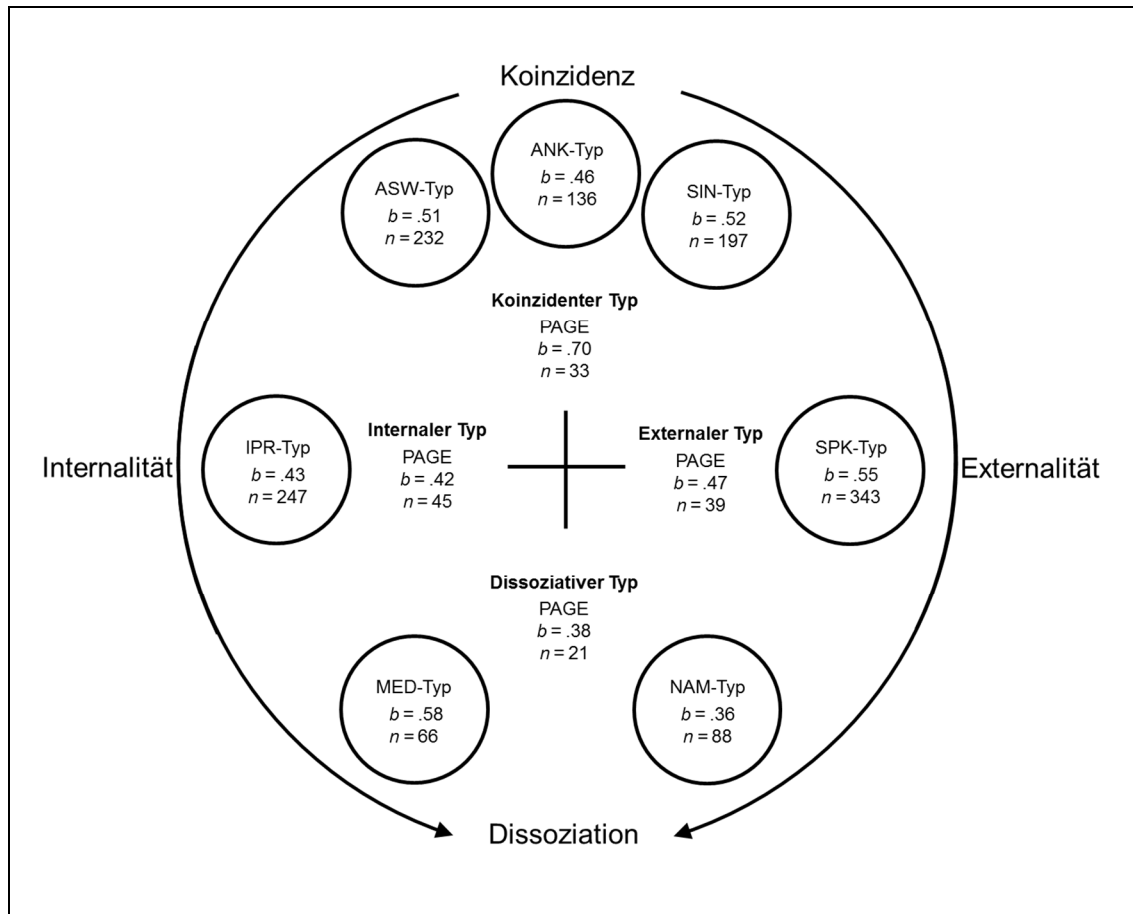 Koinzidenz
ANK-Typ
b = .46
n = 136
ASW-Typ
b = .51
n = 232
SIN-Typ
b = .52
n = 197
Koinzidenter Typ
PAGE
b = .70
n = 33
Internalität
IPR-Typ
b = .43
n = 247
Internaler Typ
PAGE
b = .42
n = 45
Externaler Typ
PAGE
b = .47
n = 39
SPK-Typ
b = .55
n = 343
Externalität
Dissoziativer Typ
PAGE
b = .38
n = 21
MED-Typ
b = .58
n = 66
NAM-Typ
b = .36
n = 88
Dissoziation